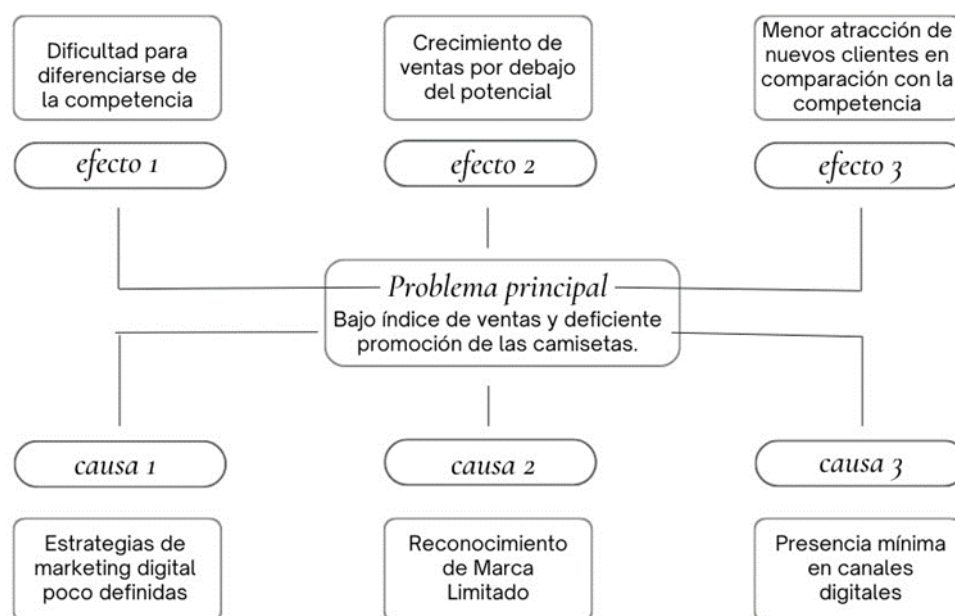 Dificultad para
diferenciarse de
la competencia
Crecimiento de
ventas por debajo
del potencial
Menor atracción de
nuevos clientes en
comparación con la
competencia
efecto 1
efecto 2
efecto 3
Problema principal
Bajo índice de ventas y deficiente
promoción de las camisetas.
causa 1
causa 2
causa 3
Estrategias de
marketing digital
poco definidas
Reconocimiento
de Marca
Limitado
Presencia mínima
en canales
digitales